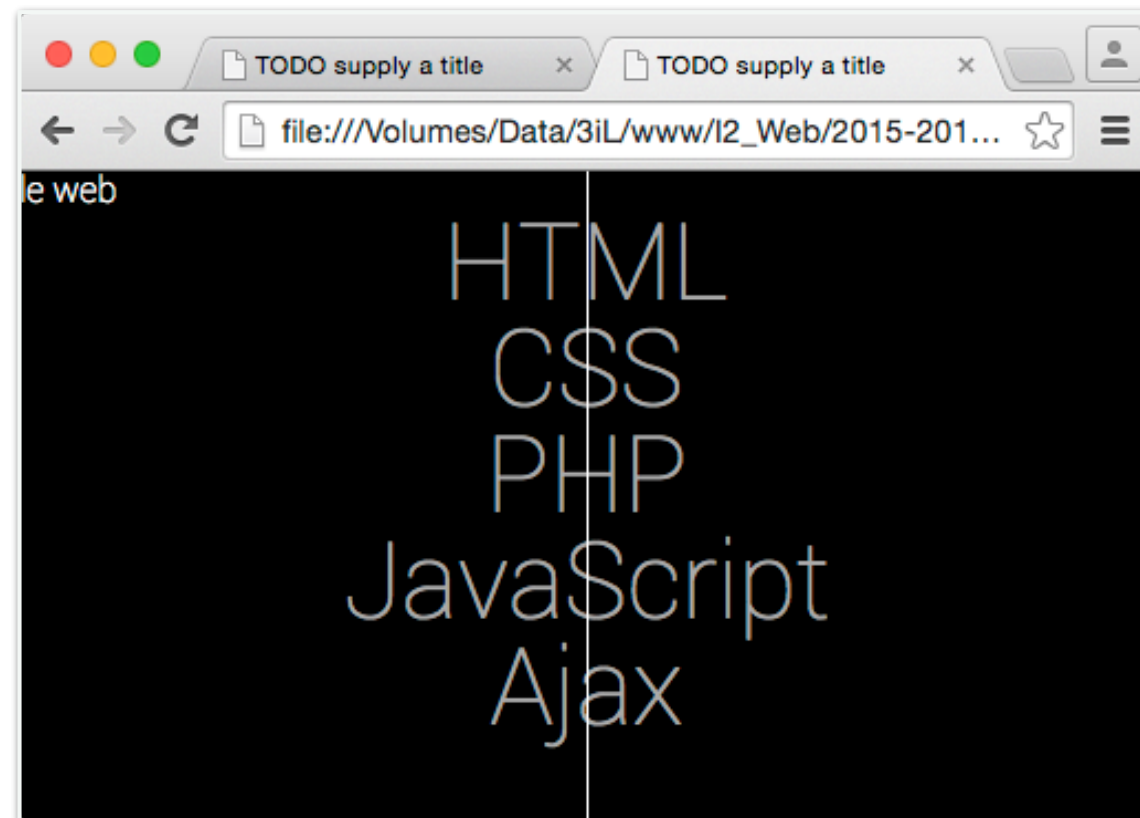 TODO supply a title TODO supply a title
file:///Volumes/Data/3iL/www/I2_Web/2015-201...
le web
HTML
CSS
PHP
JavaScript
Ajax